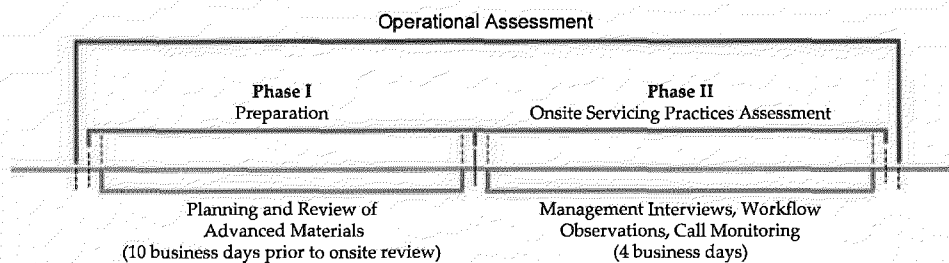 Operational Assessment
Phase I
Preparation
Phase II
Onsite Servicing Practices Assessment
Planning and Review of
Advanced Materials
(10 business days prior to onsite review)
Management Interviews, Workflow
Observations, Call Monitoring
(4 business days)